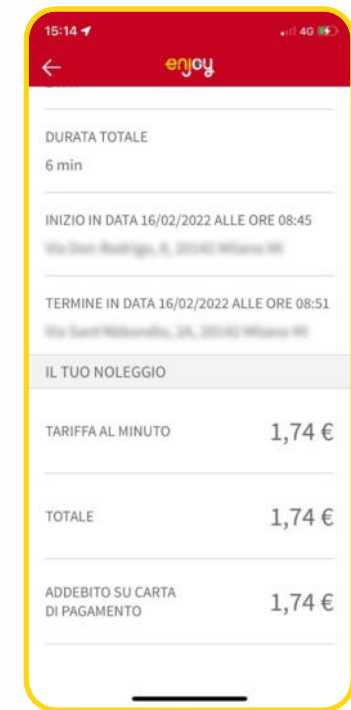 15:14
4G
enjoy
DURATA TOTALE
6 min
INIZIO IN DATA 16/02/2022 ALLE ORE 08:45
TERMINE IN DATA 16/02/2022 ALLE ORE 08:51
IL TUO NOLEGGIO
TARIFFA AL MINUTO 1,74 €
TOTALE 1,74 €
ADDEBITO SU CARTA
DI PAGAMENTO 1,74 €